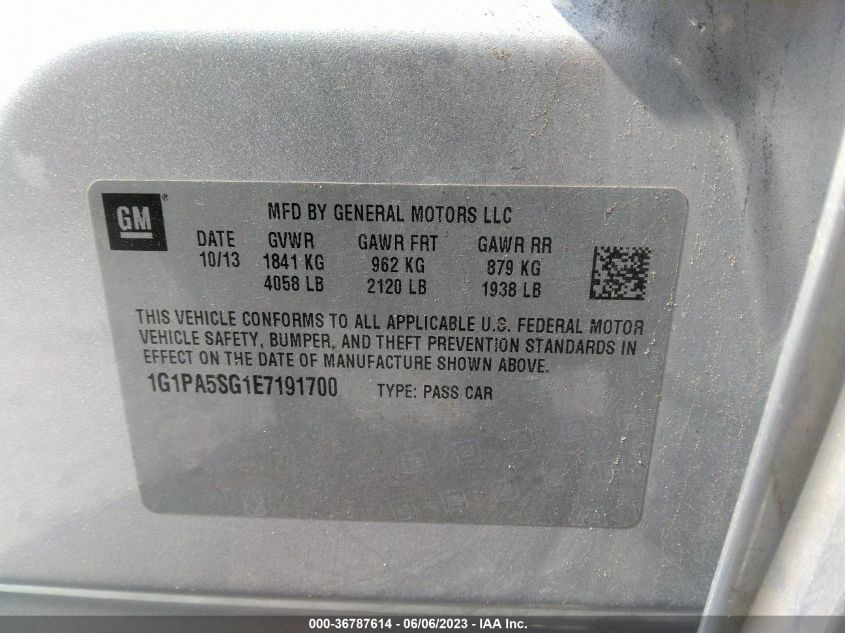 GM ® MFD BY GENERAL MOTORS LLC
DATE GVWR GAWR FRT GAWR RR
10/13 1841 KG 962 KG 879 KG
4058 LB 2120 LB 1938 LB
THIS VEHICLE CONFORMS TO ALL APPLICABLE U.S. FEDERAL MOTOR
VEHICLE SAFETY, BUMPER, AND THEFT PREVENTION STANDARDS IN
EFFECT ON THE DATE OF MANUFACTURE SHOWN ABOVE.
1G1PA5SG1E7191700 TYPE: PASS CAR
000-36787614 - 06/06/2023 - IAA Inc.